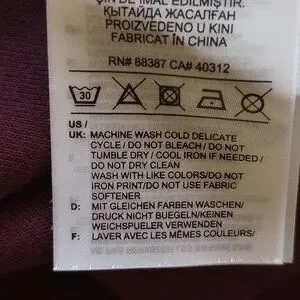 ÇİN'DE İMAL EDİLMİŞTİR.
ҚЫТАЙДА ЖАСАЛҒАН
PROIZVEDENO U KINI
FABRICAT ÎN CHINA
RN# 88387 CA# 40312
30
US /
UK: MACHINE WASH COLD DELICATE
CYCLE / DO NOT BLEACH / DO NOT
TUMBLE DRY / COOL IRON IF NEEDED /
DO NOT DRY CLEAN
WASH WITH LIKE COLORS/DO NOT
IRON PRINT/DO NOT USE FABRIC
SOFTENER
D: MIT GLEICHEN FARBEN WASCHEN/
DRUCK NICHT BUEGELN/KEINEN
WEICHSPUELER VERWENDEN
F: LAVER AVEC LES MÊMES COULEURS/